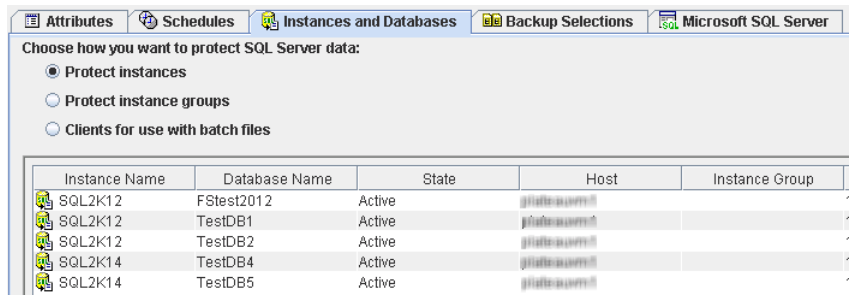 Attributes Schedules Instances and Databases Backup Selections Microsoft SQL Server
Choose how you want to protect SQL Server data:
Protect instances
Protect instance groups
Clients for use with batch files
Instance Name Database Name State Host Instance Group
SQL2K12 FStest2012 Active
SQL2K12 TestDB1 Active
SQL2K12 TestDB2 Active
SQL2K14 TestDB4 Active
SQL2K14 TestDB5 Active